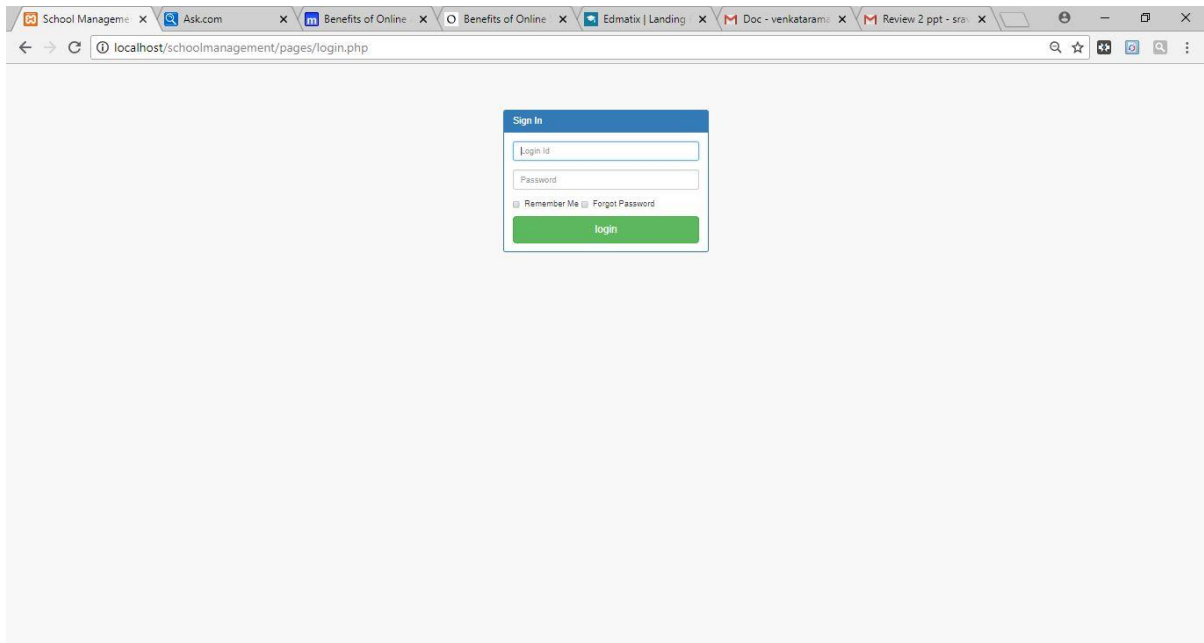 School Manageme
Ask.com
Benefits of Online
Benefits of Online
Edmatix | Landing
Doc - venkatarama
Review 2 ppt - srav
localhost/schoolmanagement/pages/login.php
Sign In
Login Id
Password
Remember Me Forgot Password
login